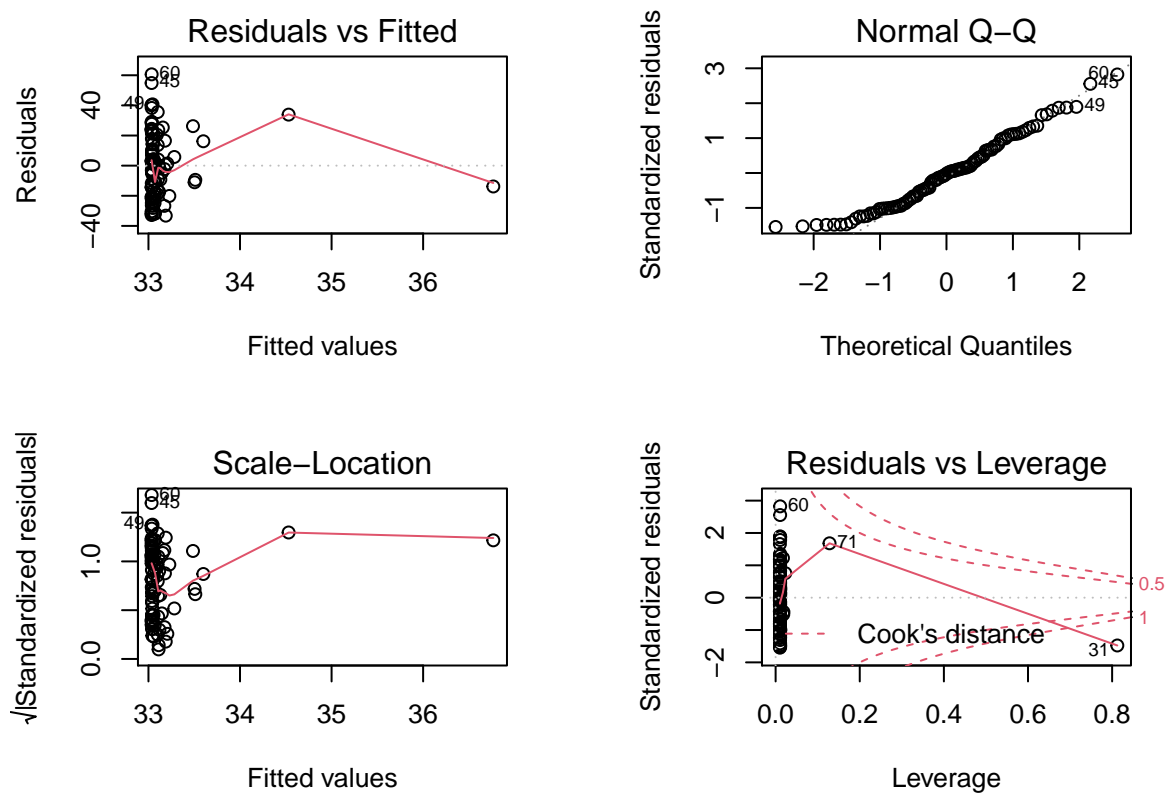 Residuals vs Fitted
Residuals
40
0
−40
60
45
49
33 34 35 36
Fitted values
Normal Q−Q
Standardized residuals
3
1
−1
60
45
49
−2 −1 0 1 2
Theoretical Quantiles
Scale−Location
√|Standardized residuals|
1.0
0.0
60
45
49
33 34 35 36
Fitted values
Residuals vs Leverage
Standardized residuals
2
0
−2
60
71
0.5
1
Cook's distance
31
0.0 0.2 0.4 0.6 0.8
Leverage